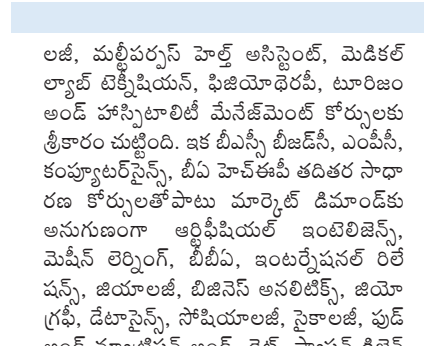 లజీ, మల్టీపర్పస్ హెల్త్ అసిస్టెంట్, మెడికల్
ల్యాబ్ టెక్నీషియన్, ఫిజియోథెరపీ, టూరిజం
అండ్ హాస్పిటాలిటీ మేనేజ్‌మెంట్ కోర్సులకు
శ్రీకారం చుట్టింది. ఇక బీఎస్సీ బీజడ్‌సీ, ఎంపీసీ,
కంప్యూటర్‌సైన్స్, బీఏ హెచ్‌ఈపీ తదితర సాధా
రణ కోర్సులతోపాటు మార్కెట్ డిమాండ్‌కు
అనుగుణంగా ఆర్టిఫీషియల్ ఇంటెలిజెన్స్,
మెషీన్ లెర్నింగ్, బీబీఏ, ఇంటర్నేషనల్ రిలే
షన్స్, జియాలజీ, బిజినెస్ అనలిటిక్స్, జియో
గ్రఫీ, డేటాసైన్స్, సోషియాలజీ, సైకాలజీ, ఫుడ్